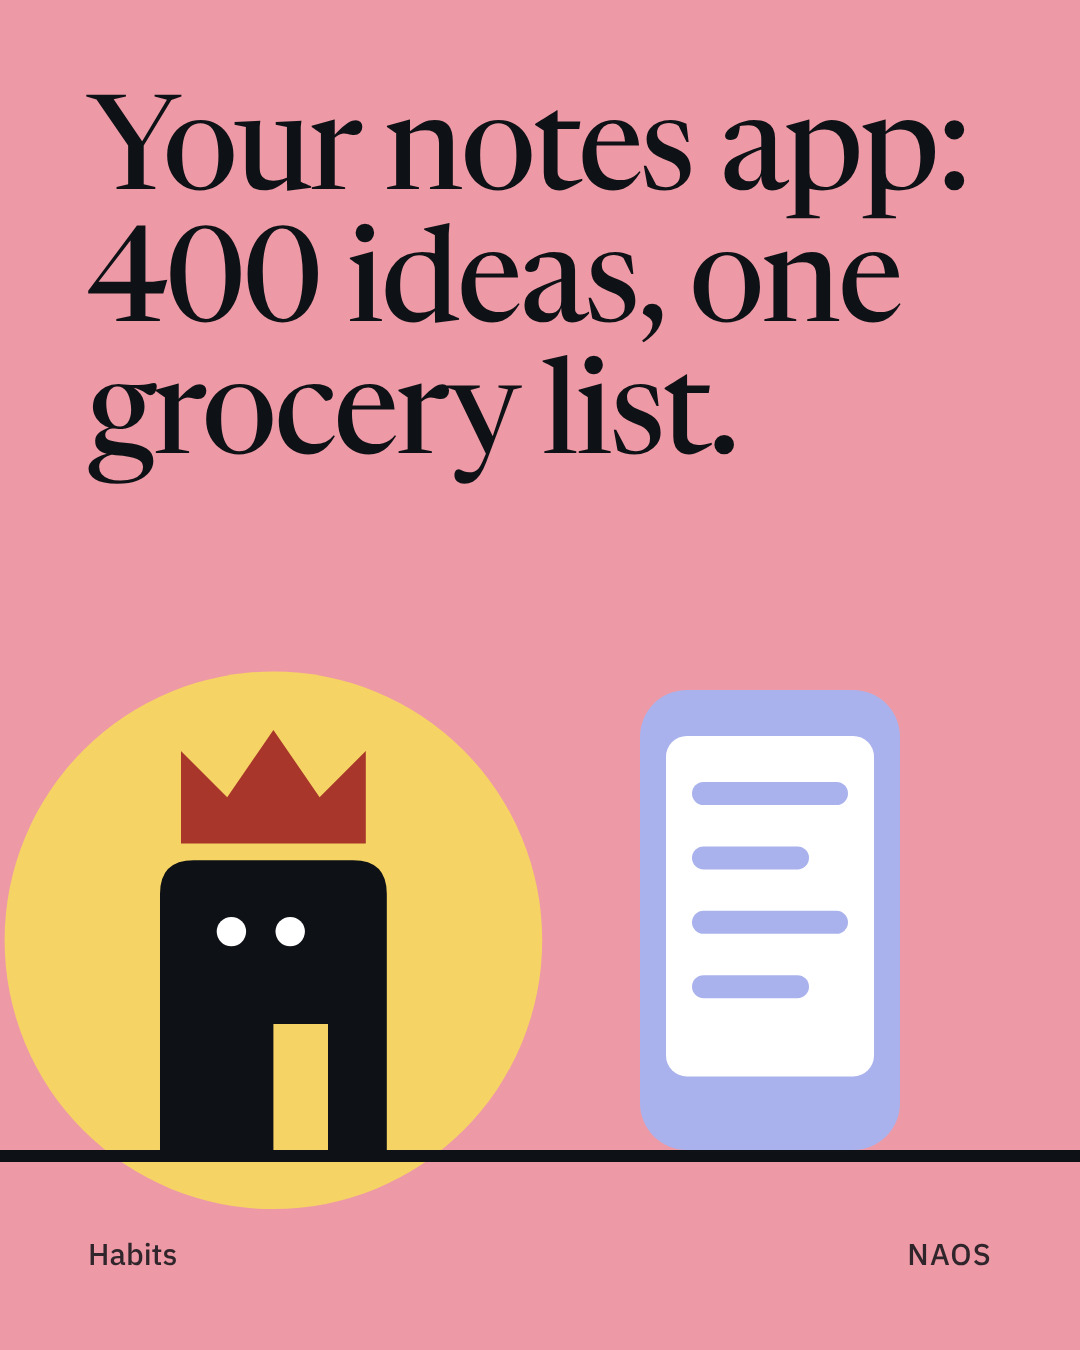 Your notes app:
400 ideas, one
grocery list.
Habits
NAOS